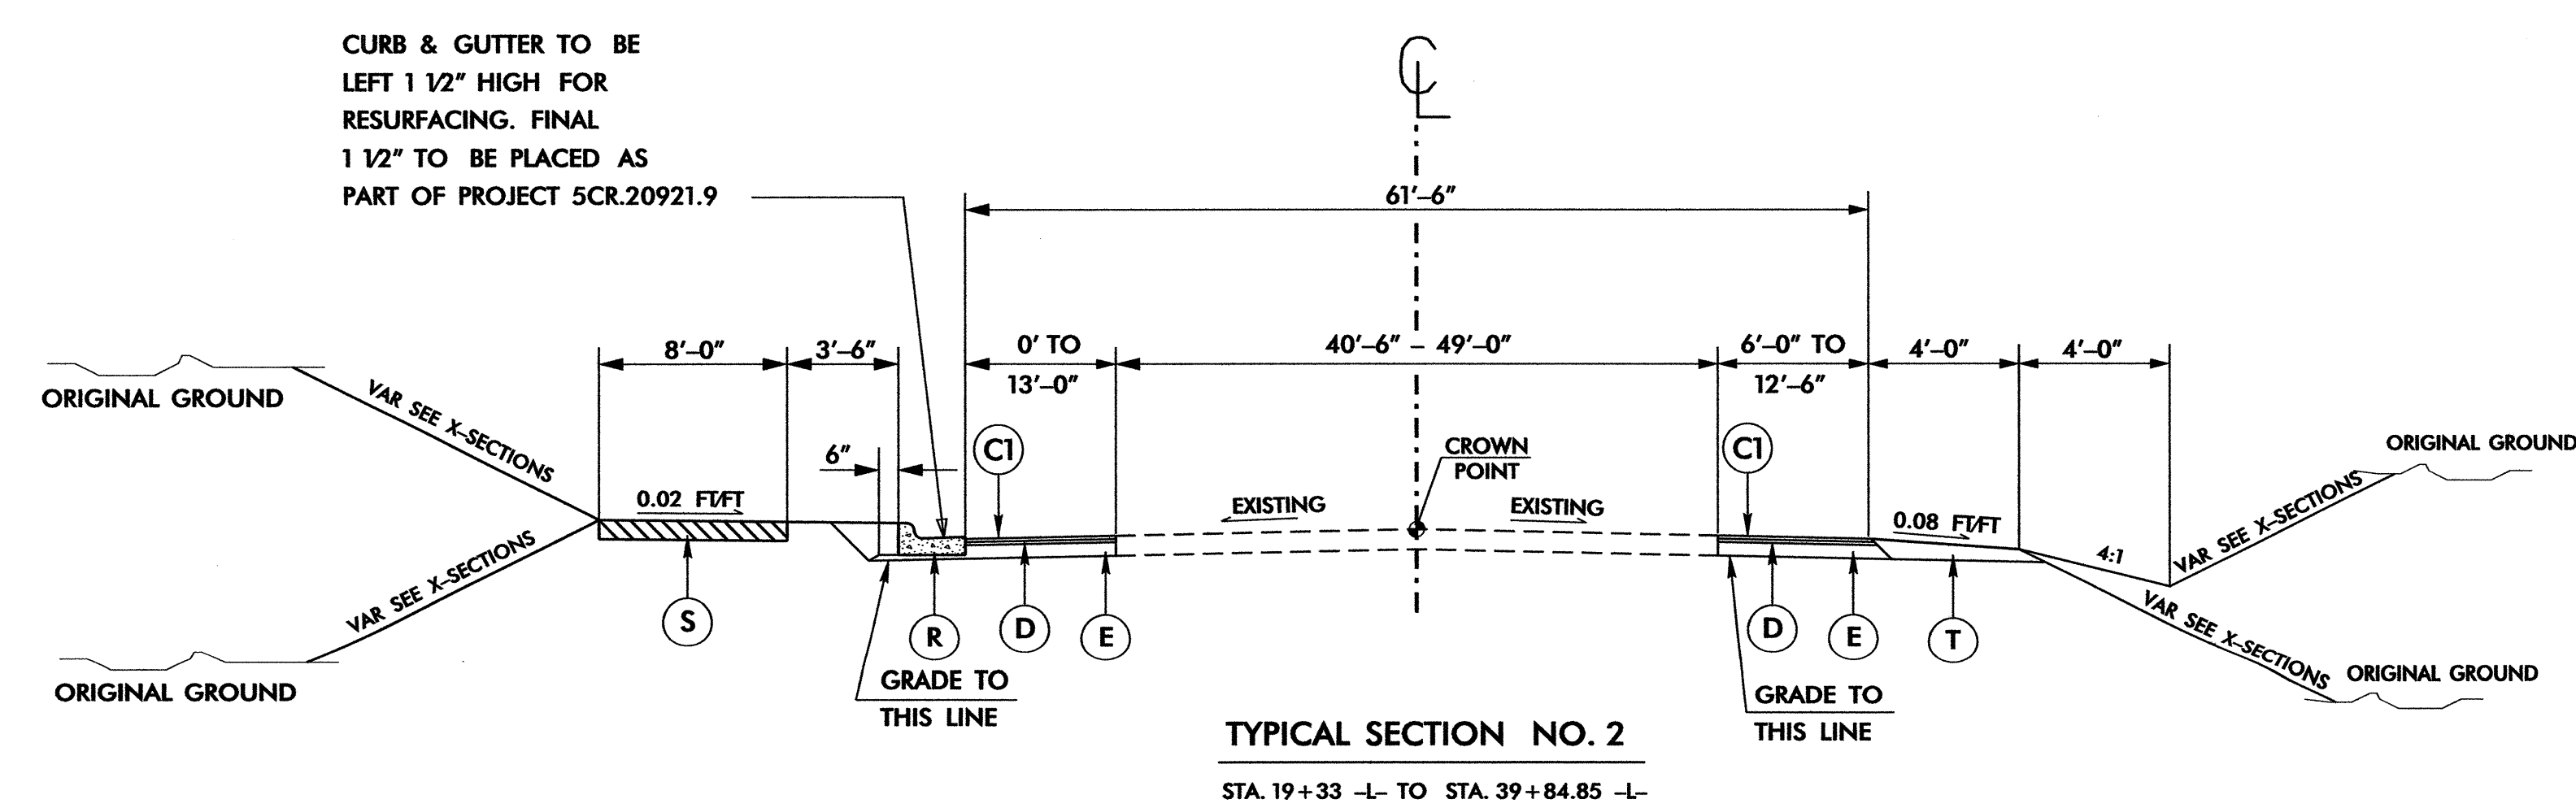 CURB & GUTTER TO BE
LEFT 1 1/2" HIGH FOR
RESURFACING. FINAL
1 1/2" TO BE PLACED AS
PART OF PROJECT 5CR.20921.9
CL
61'-6"
8'-0"
3'-6"
0' TO
13'-0"
40'-6" - 49'-0"
6'-0" TO
12'-6"
4'-0"
4'-0"
ORIGINAL GROUND
VAR SEE X-SECTIONS
6"
C1
CROWN
POINT
C1
ORIGINAL GROUND
0.02 FT/FT
EXISTING
EXISTING
0.08 FT/FT
4:1
VAR SEE X-SECTIONS
VAR SEE X-SECTIONS
S
R
D
E
D
E
T
VAR SEE X-SECTIONS
ORIGINAL GROUND
GRADE TO
THIS LINE
GRADE TO
THIS LINE
ORIGINAL GROUND
TYPICAL SECTION NO. 2
STA. 19+33 -L- TO STA. 39+84.85 -L-